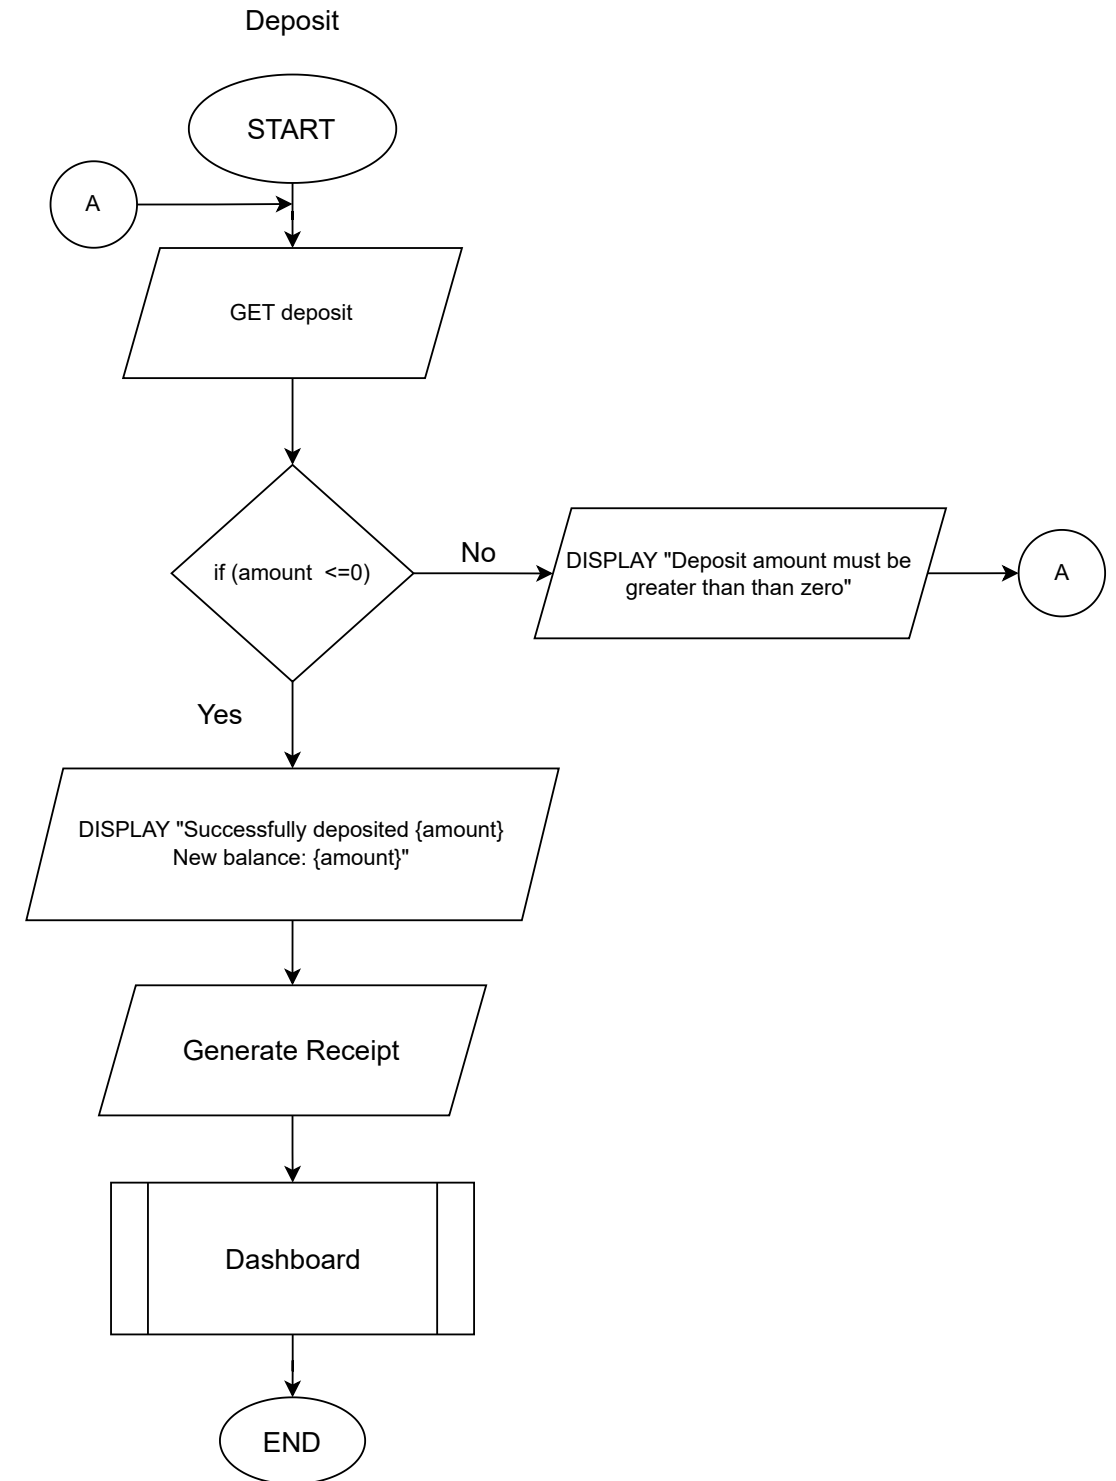 Deposit
START
A
GET deposit
if (amount  <=0)
No
DISPLAY "Deposit amount must be
greater than than zero"
A
Yes
DISPLAY "Successfully deposited {amount}
New balance: {amount}"
Generate Receipt
Dashboard
END